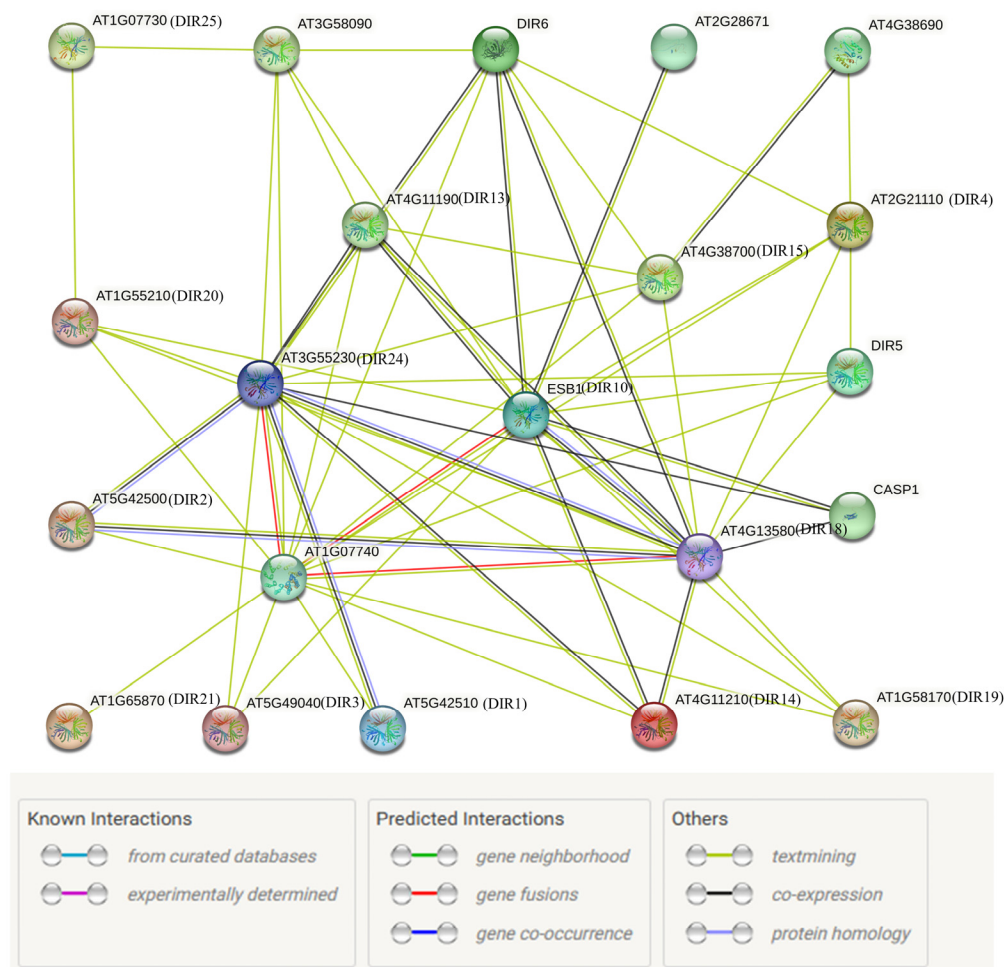 AT1G07730 (DIR25)
AT3G58090
DIR6
AT2G28671
AT4G38690
AT4G11190(DIR13)
AT2G21110 (DIR4)
AT4G38700(DIR15)
AT1G55210(DIR20)
AT3G55230(DIR24)
DIR5
ESB1(DIR10)
CASP1
AT5G42500 (DIR2)
AT4G13580(DIR18)
AT1G07740
AT1G65870 (DIR21)
AT5G49040(DIR3)
AT5G42510 (DIR1)
AT4G11210(DIR14)
AT1G58170(DIR19)
Known Interactions
from curated databases
experimentally determined
Predicted Interactions
gene neighborhood
gene fusions
gene co-occurrence
Others
textmining
co-expression
protein homology